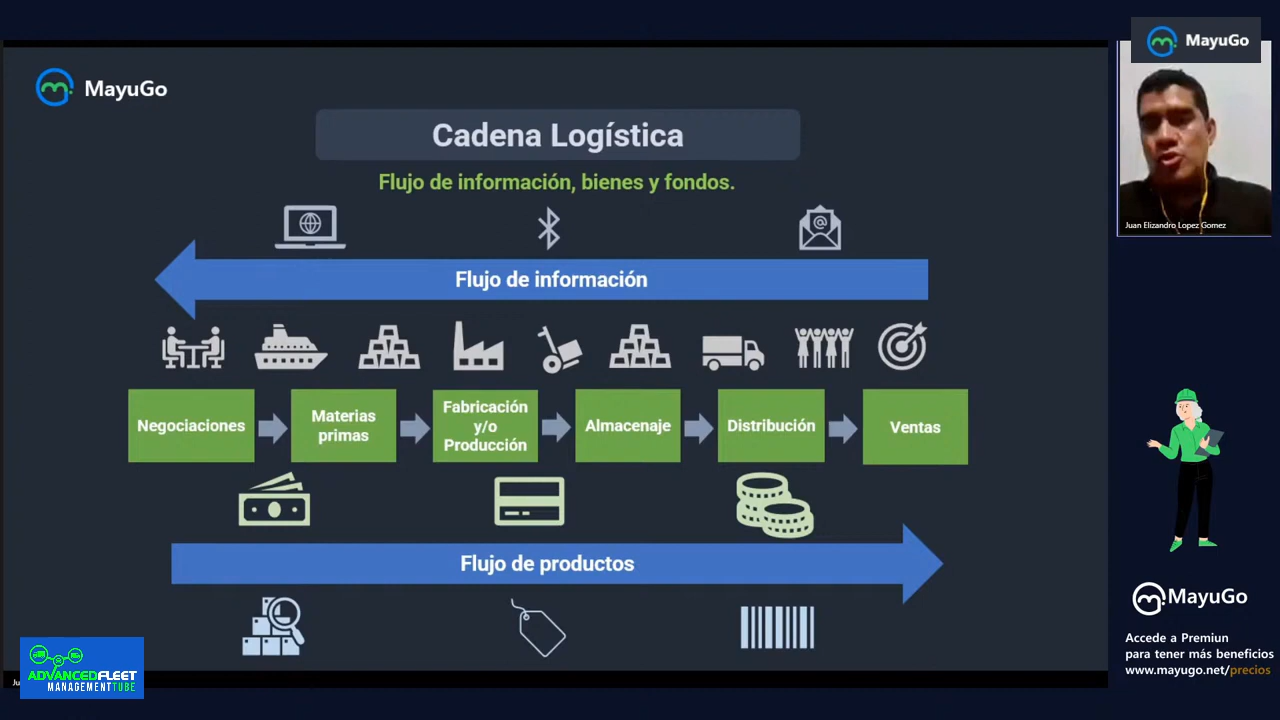 MayuGo
Cadena Logística
Flujo de información, bienes y fondos.
Flujo de información
Negociaciones
Materias
primas
Fabricación
y/o
Producción
Almacenaje
Distribución
Ventas
Flujo de productos
ADVANCEDFLEET
MANAGEMENTTUBE
Ju
MayuGo
Juan Elizandro Lopez Gomez
MayuGo
Accede a Premiun
para tener más beneficios
www.mayugo.net/precios